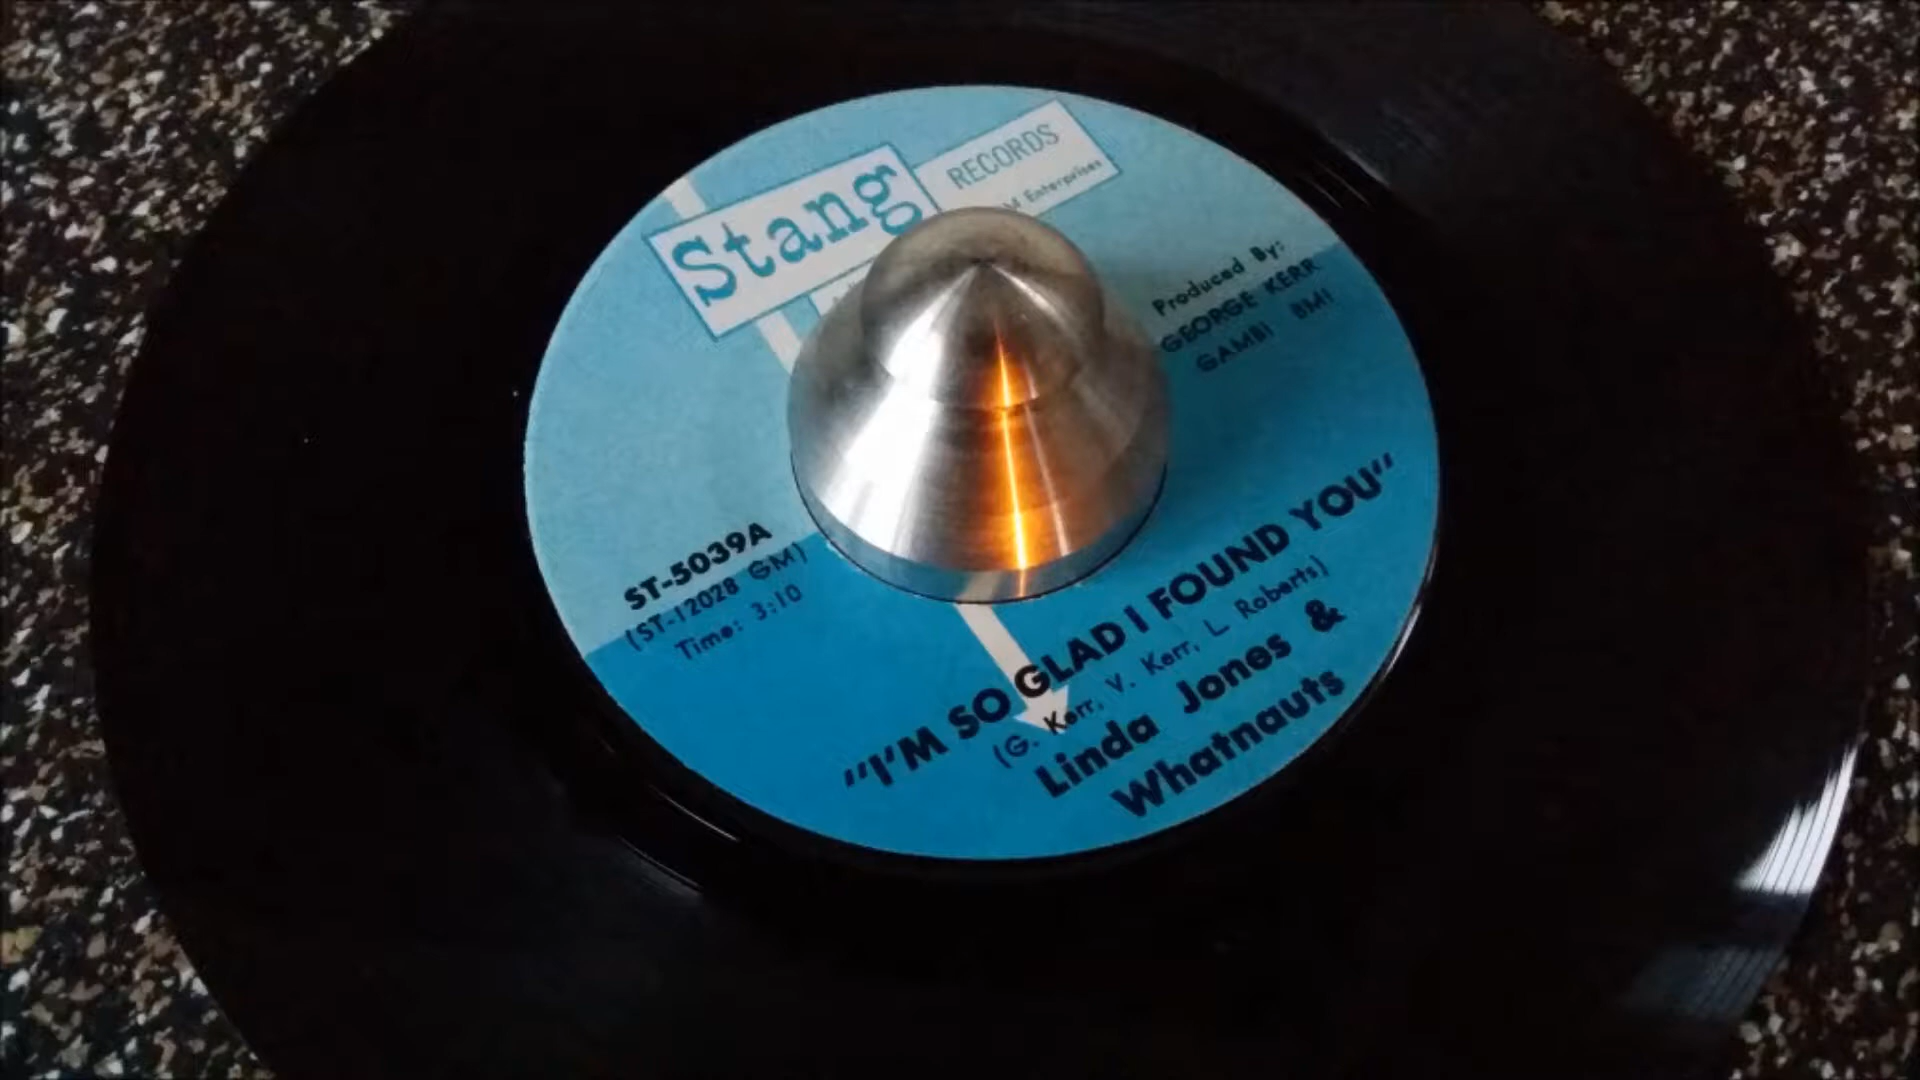 Stang
RECORDS
Enterprises
Produced By:
GEORGE KERR
GAMBI BMI
ST-5039A
(ST-12028 GM)
Time: 3:10
"I'M SO GLAD I FOUND YOU"
(G. Kerr, V. Kerr, L. Roberts)
Linda Jones &
Whatnauts